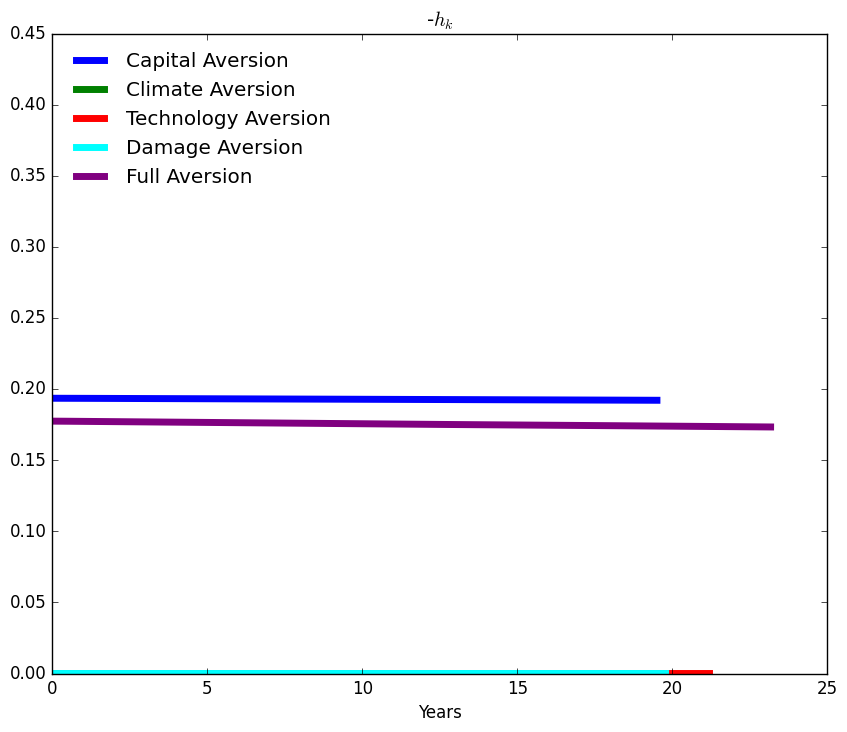 -h_k
0.45
0.40
0.35
0.30
0.25
0.20
0.15
0.10
0.05
0.00
Capital Aversion
Climate Aversion
Technology Aversion
Damage Aversion
Full Aversion
0 5 10 15 20 25
Years